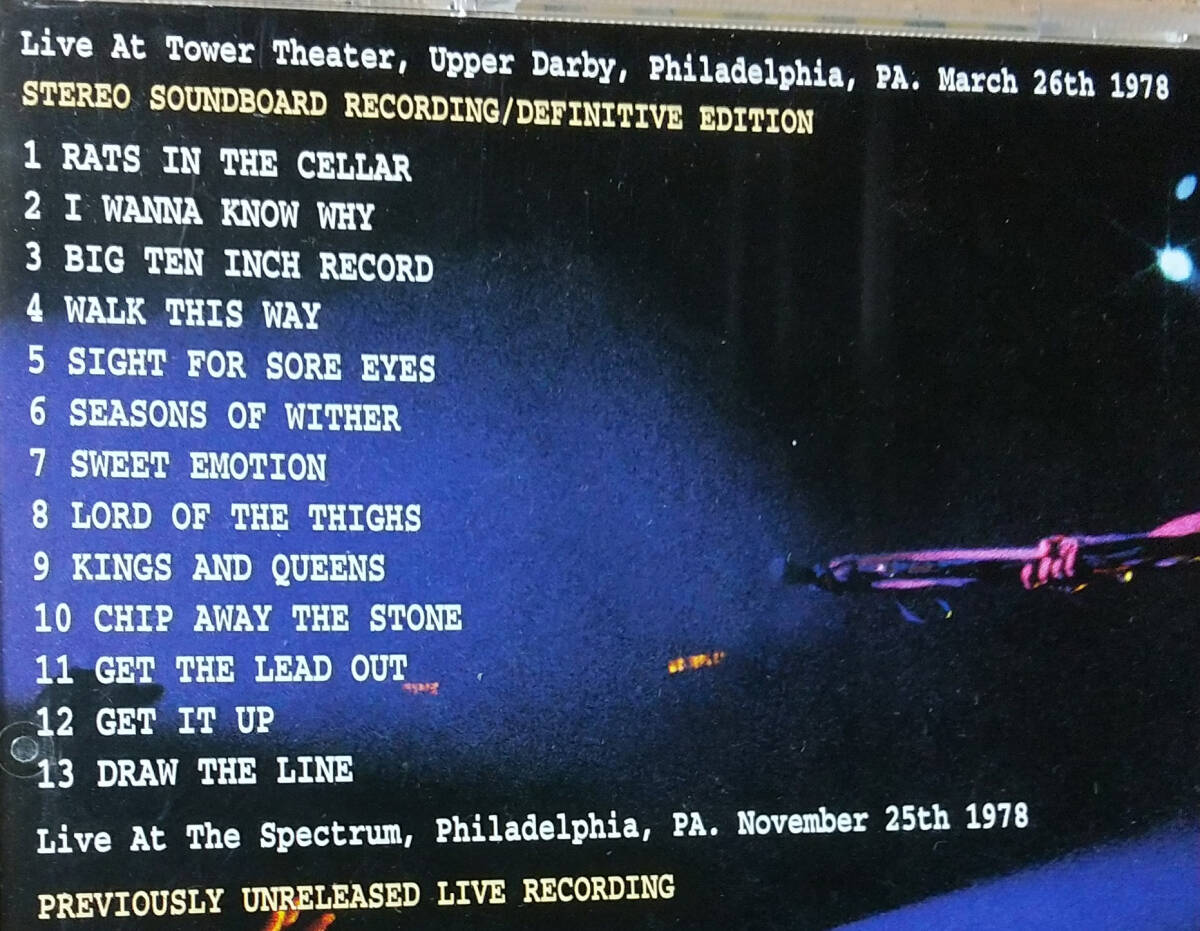 Live At Tower Theater, Upper Darby, Philadelphia, PA. March 26th 1978
STEREO SOUNDBOARD RECORDING/DEFINITIVE EDITION
1 RATS IN THE CELLAR
2 I WANNA KNOW WHY
3 BIG TEN INCH RECORD
4 WALK THIS WAY
5 SIGHT FOR SORE EYES
6 SEASONS OF WITHER
7 SWEET EMOTION
8 LORD OF THE THIGHS
9 KINGS AND QUEENS
10 CHIP AWAY THE STONE
11 GET THE LEAD OUT
12 GET IT UP
13 DRAW THE LINE
Live At The Spectrum, Philadelphia, PA. November 25th 1978
PREVIOUSLY UNRELEASED LIVE RECORDING